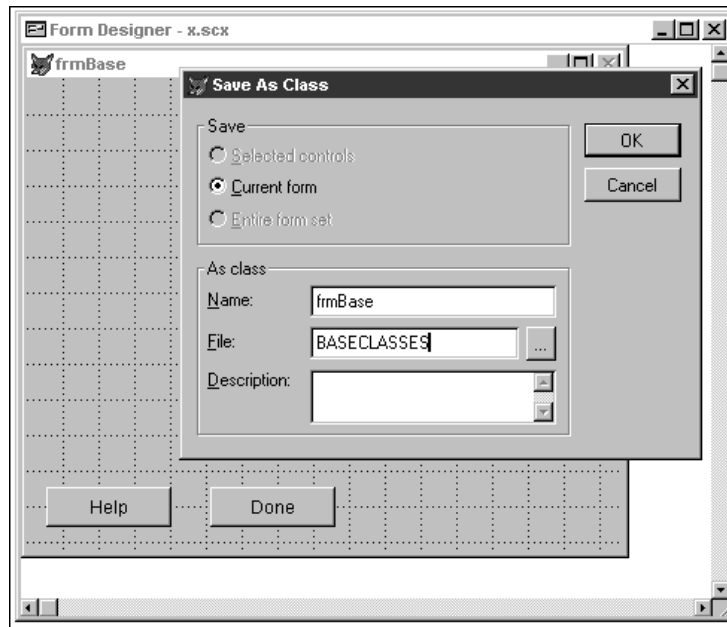 Form Designer - x.scx
frmBase
Save As Class
Save
Selected controls
Current form
Entire form set
OK
Cancel
As class
Name:
frmBase
File:
BASECLASSES
...
Description:
Help
Done